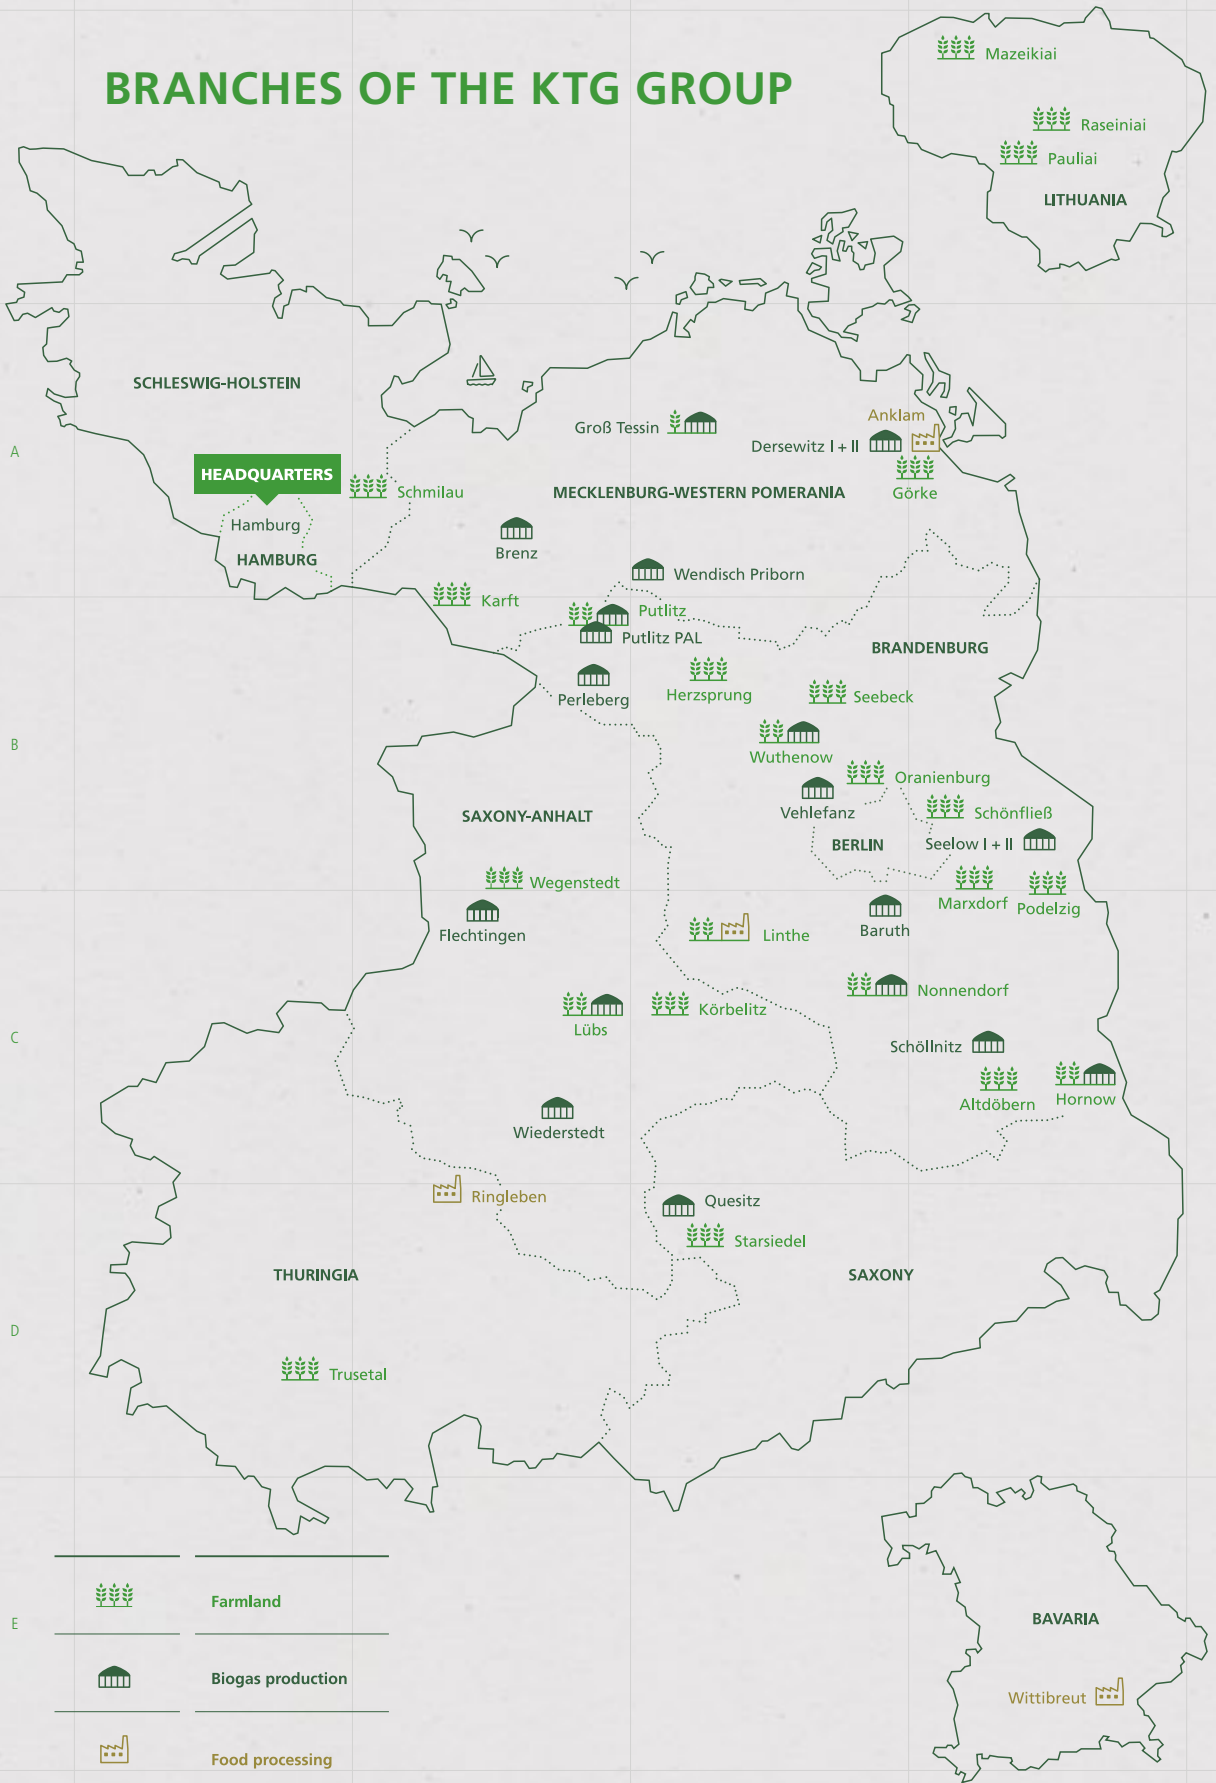 BRANCHES OF THE KTG GROUP
Mazeikiai
Raseiniai
Pauliai
LITHUANIA
SCHLESWIG-HOLSTEIN
A
Groß Tessin
Anklam
Dersewitz I + II
Görke
HEADQUARTERS
Hamburg
HAMBURG
Schmilau
MECKLENBURG-WESTERN POMERANIA
Brenz
Wendisch Priborn
Karft
Putlitz
Putlitz PAL
BRANDENBURG
Perleberg
Herzsprung
Seebeck
B
Wuthenow
Oranienburg
Vehlefanz
Schönfließ
SAXONY-ANHALT
BERLIN
Seelow I + II
Wegenstedt
Marxdorf
Podelzig
Flechtingen
Linthe
Baruth
Nonnendorf
Lübs
Körbelitz
C
Schöllnitz
Altdöbern
Hornow
Wiederstedt
Ringleben
Quesitz
Starsiedel
THURINGIA
SAXONY
D
Trusetal
E
Farmland
Biogas production
Food processing
BAVARIA
Wittibreut